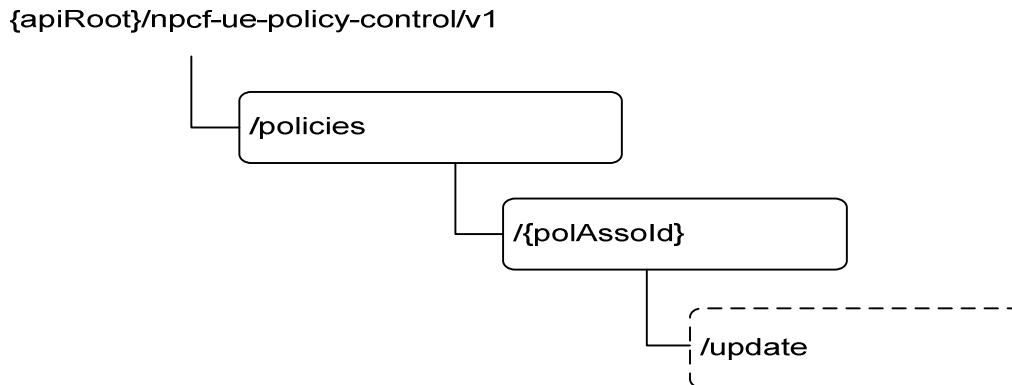 {apiRoot}/npcf-ue-policy-control/v1
/policies
/{polAssoId}
/update